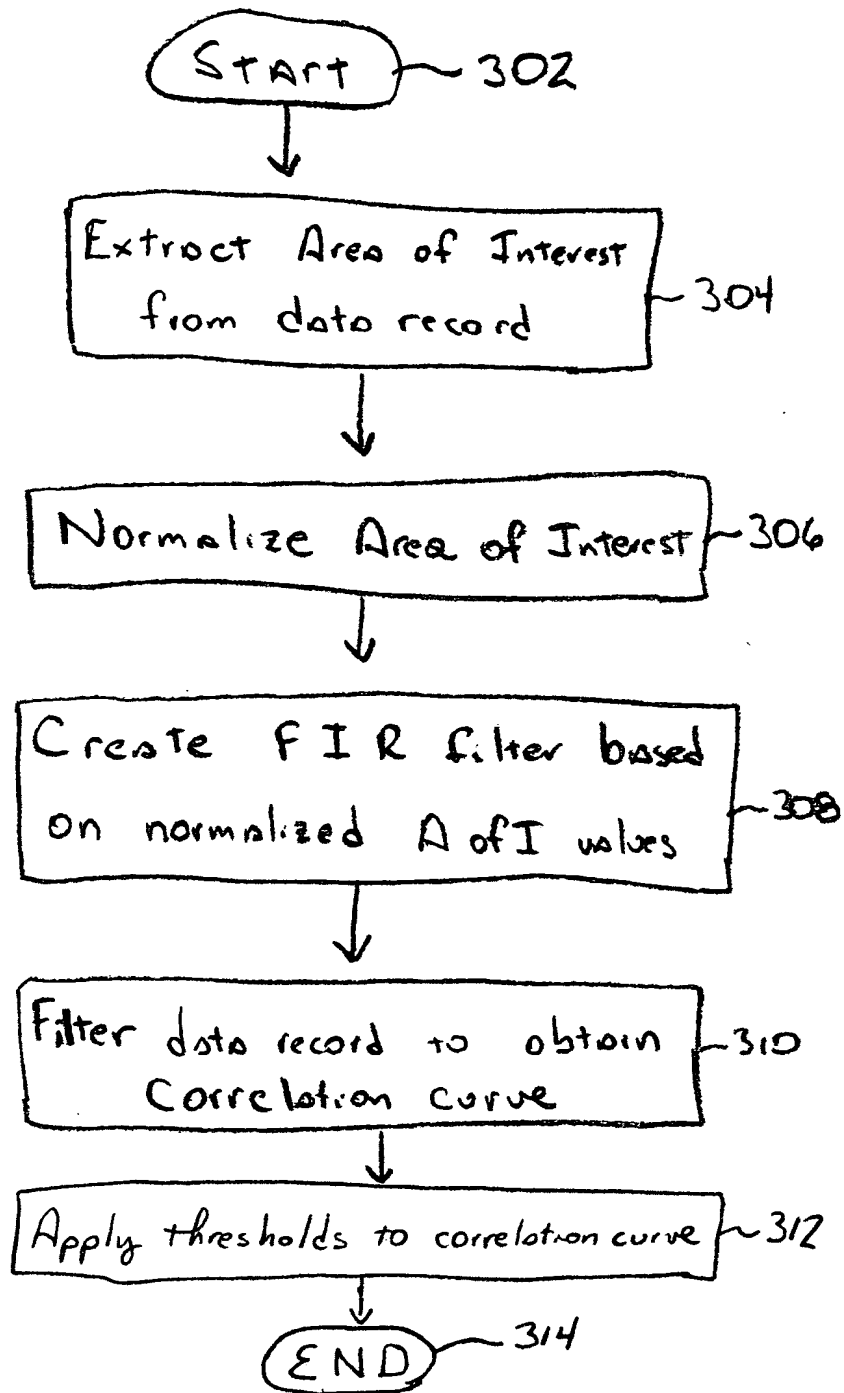 Start
302
Extract Area of Interest
from data record
304
Normalize Area of Interest
306
Create FIR filter based
on normalized A of I values
308
Filter data record to obtain
Correlation curve
310
Apply thresholds to correlation curve
312
END
314